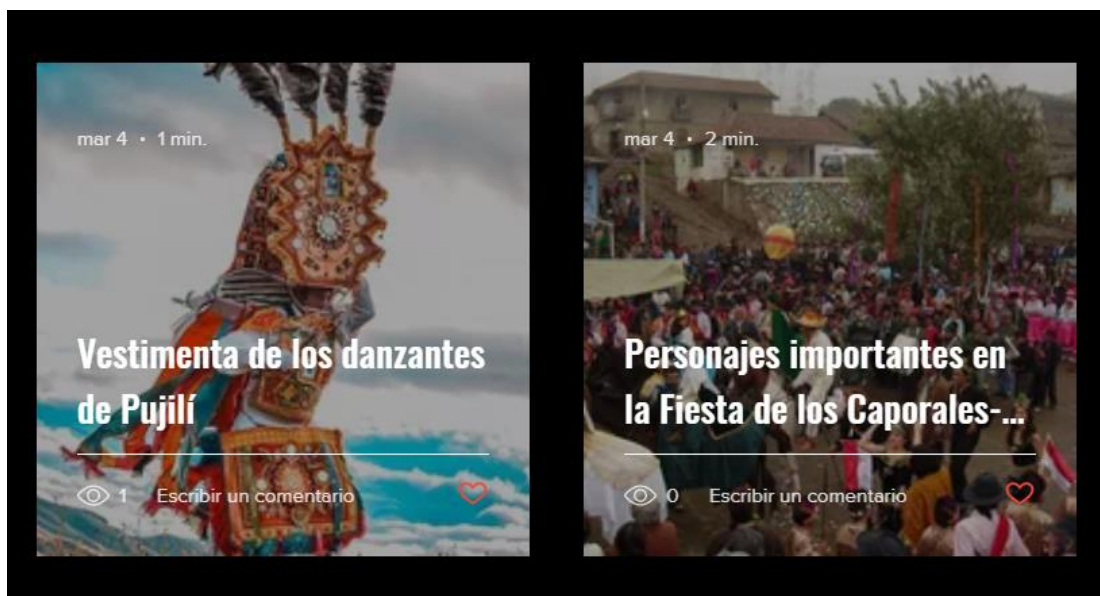 mar 4 • 1 min.
Vestimenta de los danzantes
de Pujilí
1 Escribir un comentario
mar 4 • 2 min.
Personajes importantes en
la Fiesta de los Caporales-...
0 Escribir un comentario